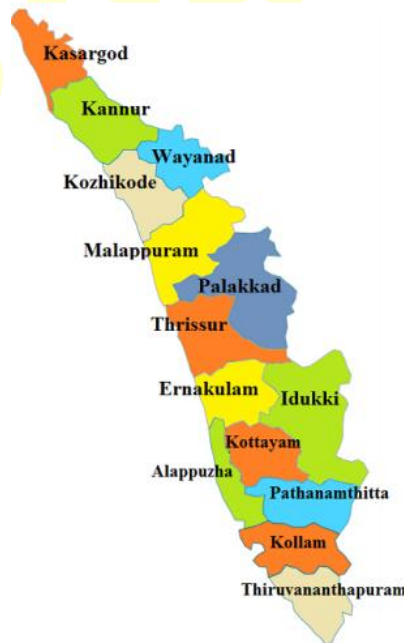 Kasargod
Kannur
Wayanad
Kozhikode
Malappuram
Palakkad
Thrissur
Ernakulam
Idukki
Kottayam
Alappuzha
Pathanamthitta
Kollam
Thiruvananthapuram